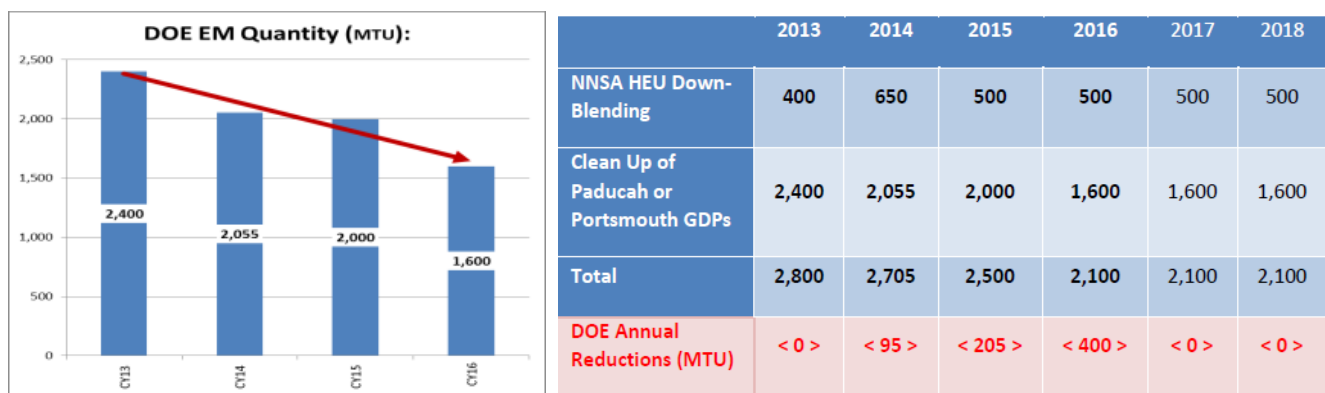 DOE EM Quantity (MTU):
2,500
2,000
1,500
1,000
500
0
2,400
2,055
2,000
1,600
CY13
CY14
CY15
CY16
2013 2014 2015 2016 2017 2018
NNSA HEU Down-
Blending
400 650 500 500 500 500
Clean Up of
Paducah or
Portsmouth GDPs
2,400 2,055 2,000 1,600 1,600 1,600
Total 2,800 2,705 2,500 2,100 2,100 2,100
DOE Annual
Reductions (MTU)
< 0 > < 95 > < 205 > < 400 > < 0 > < 0 >